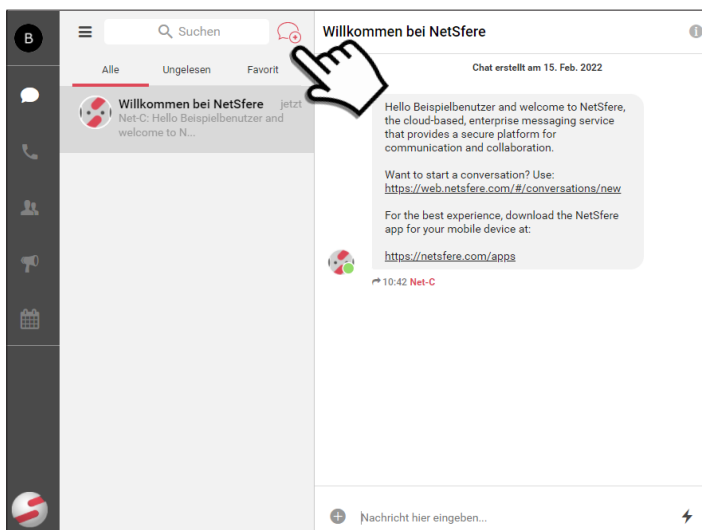 B
Suchen
Alle Ungelesen Favorit
Willkommen bei NetSfere jetzt
Net-C: Hello Beispielbenutzer and
welcome to N...
Willkommen bei NetSfere
Chat erstellt am 15. Feb. 2022
Hello Beispielbenutzer and welcome to NetSfere,
the cloud-based, enterprise messaging service
that provides a secure platform for
communication and collaboration.
Want to start a conversation? Use:
https://web.netsfere.com/#/conversations/new
For the best experience, download the NetSfere
app for your mobile device at:
https://netsfere.com/apps
10:42 Net-C
Nachricht hier eingeben...